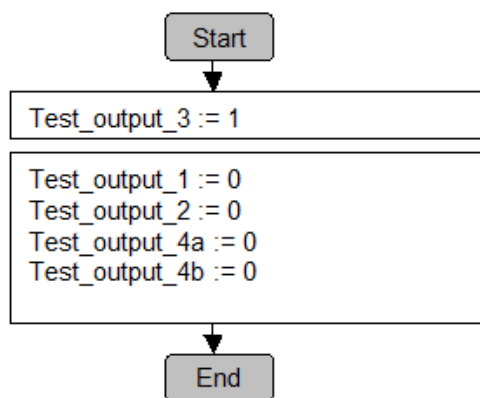 Start
Test_output_3 := 1
Test_output_1 := 0
Test_output_2 := 0
Test_output_4a := 0
Test_output_4b := 0
End